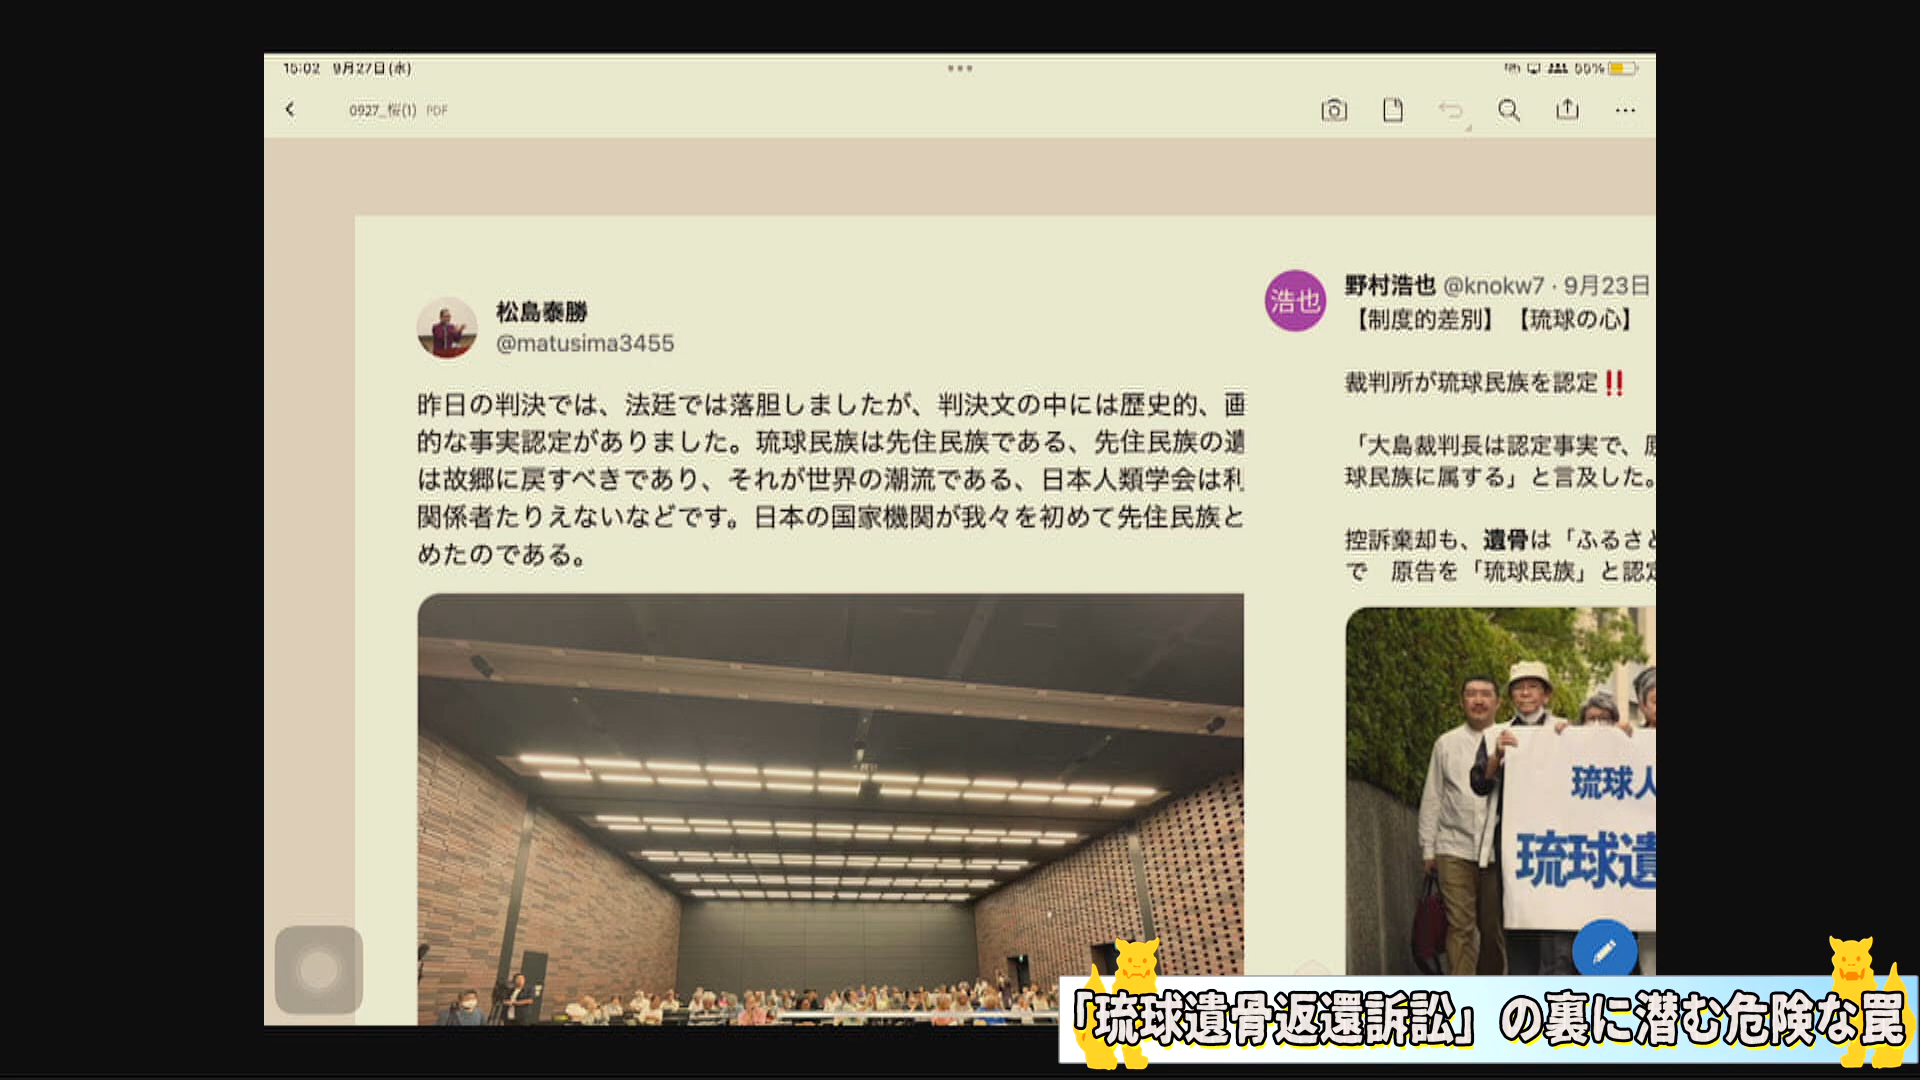 15:02 9月27日(水)
55%
0927_桜(1) PDF
松島泰勝
@matusima3455
昨日の判決では、法廷では落胆しましたが、判決文の中には歴史的、画
的な事実認定がありました。琉球民族は先住民族である、先住民族の遺
は故郷に戻すべきであり、それが世界の潮流である、日本人類学会は利
関係者たりえないなどです。日本の国家機関が我々を初めて先住民族と
めたのである。
浩也
野村浩也 @knokw7 · 9月23日
【制度的差別】【琉球の心】
裁判所が琉球民族を認定‼
「大島裁判長は認定事実で、原
球民族に属する」と言及した。
控訴棄却も、遺骨は「ふるさと
で 原告を「琉球民族」と認定
琉球人
琉球遺
「琉球遺骨返還訴訟」の裏に潜む危険な罠